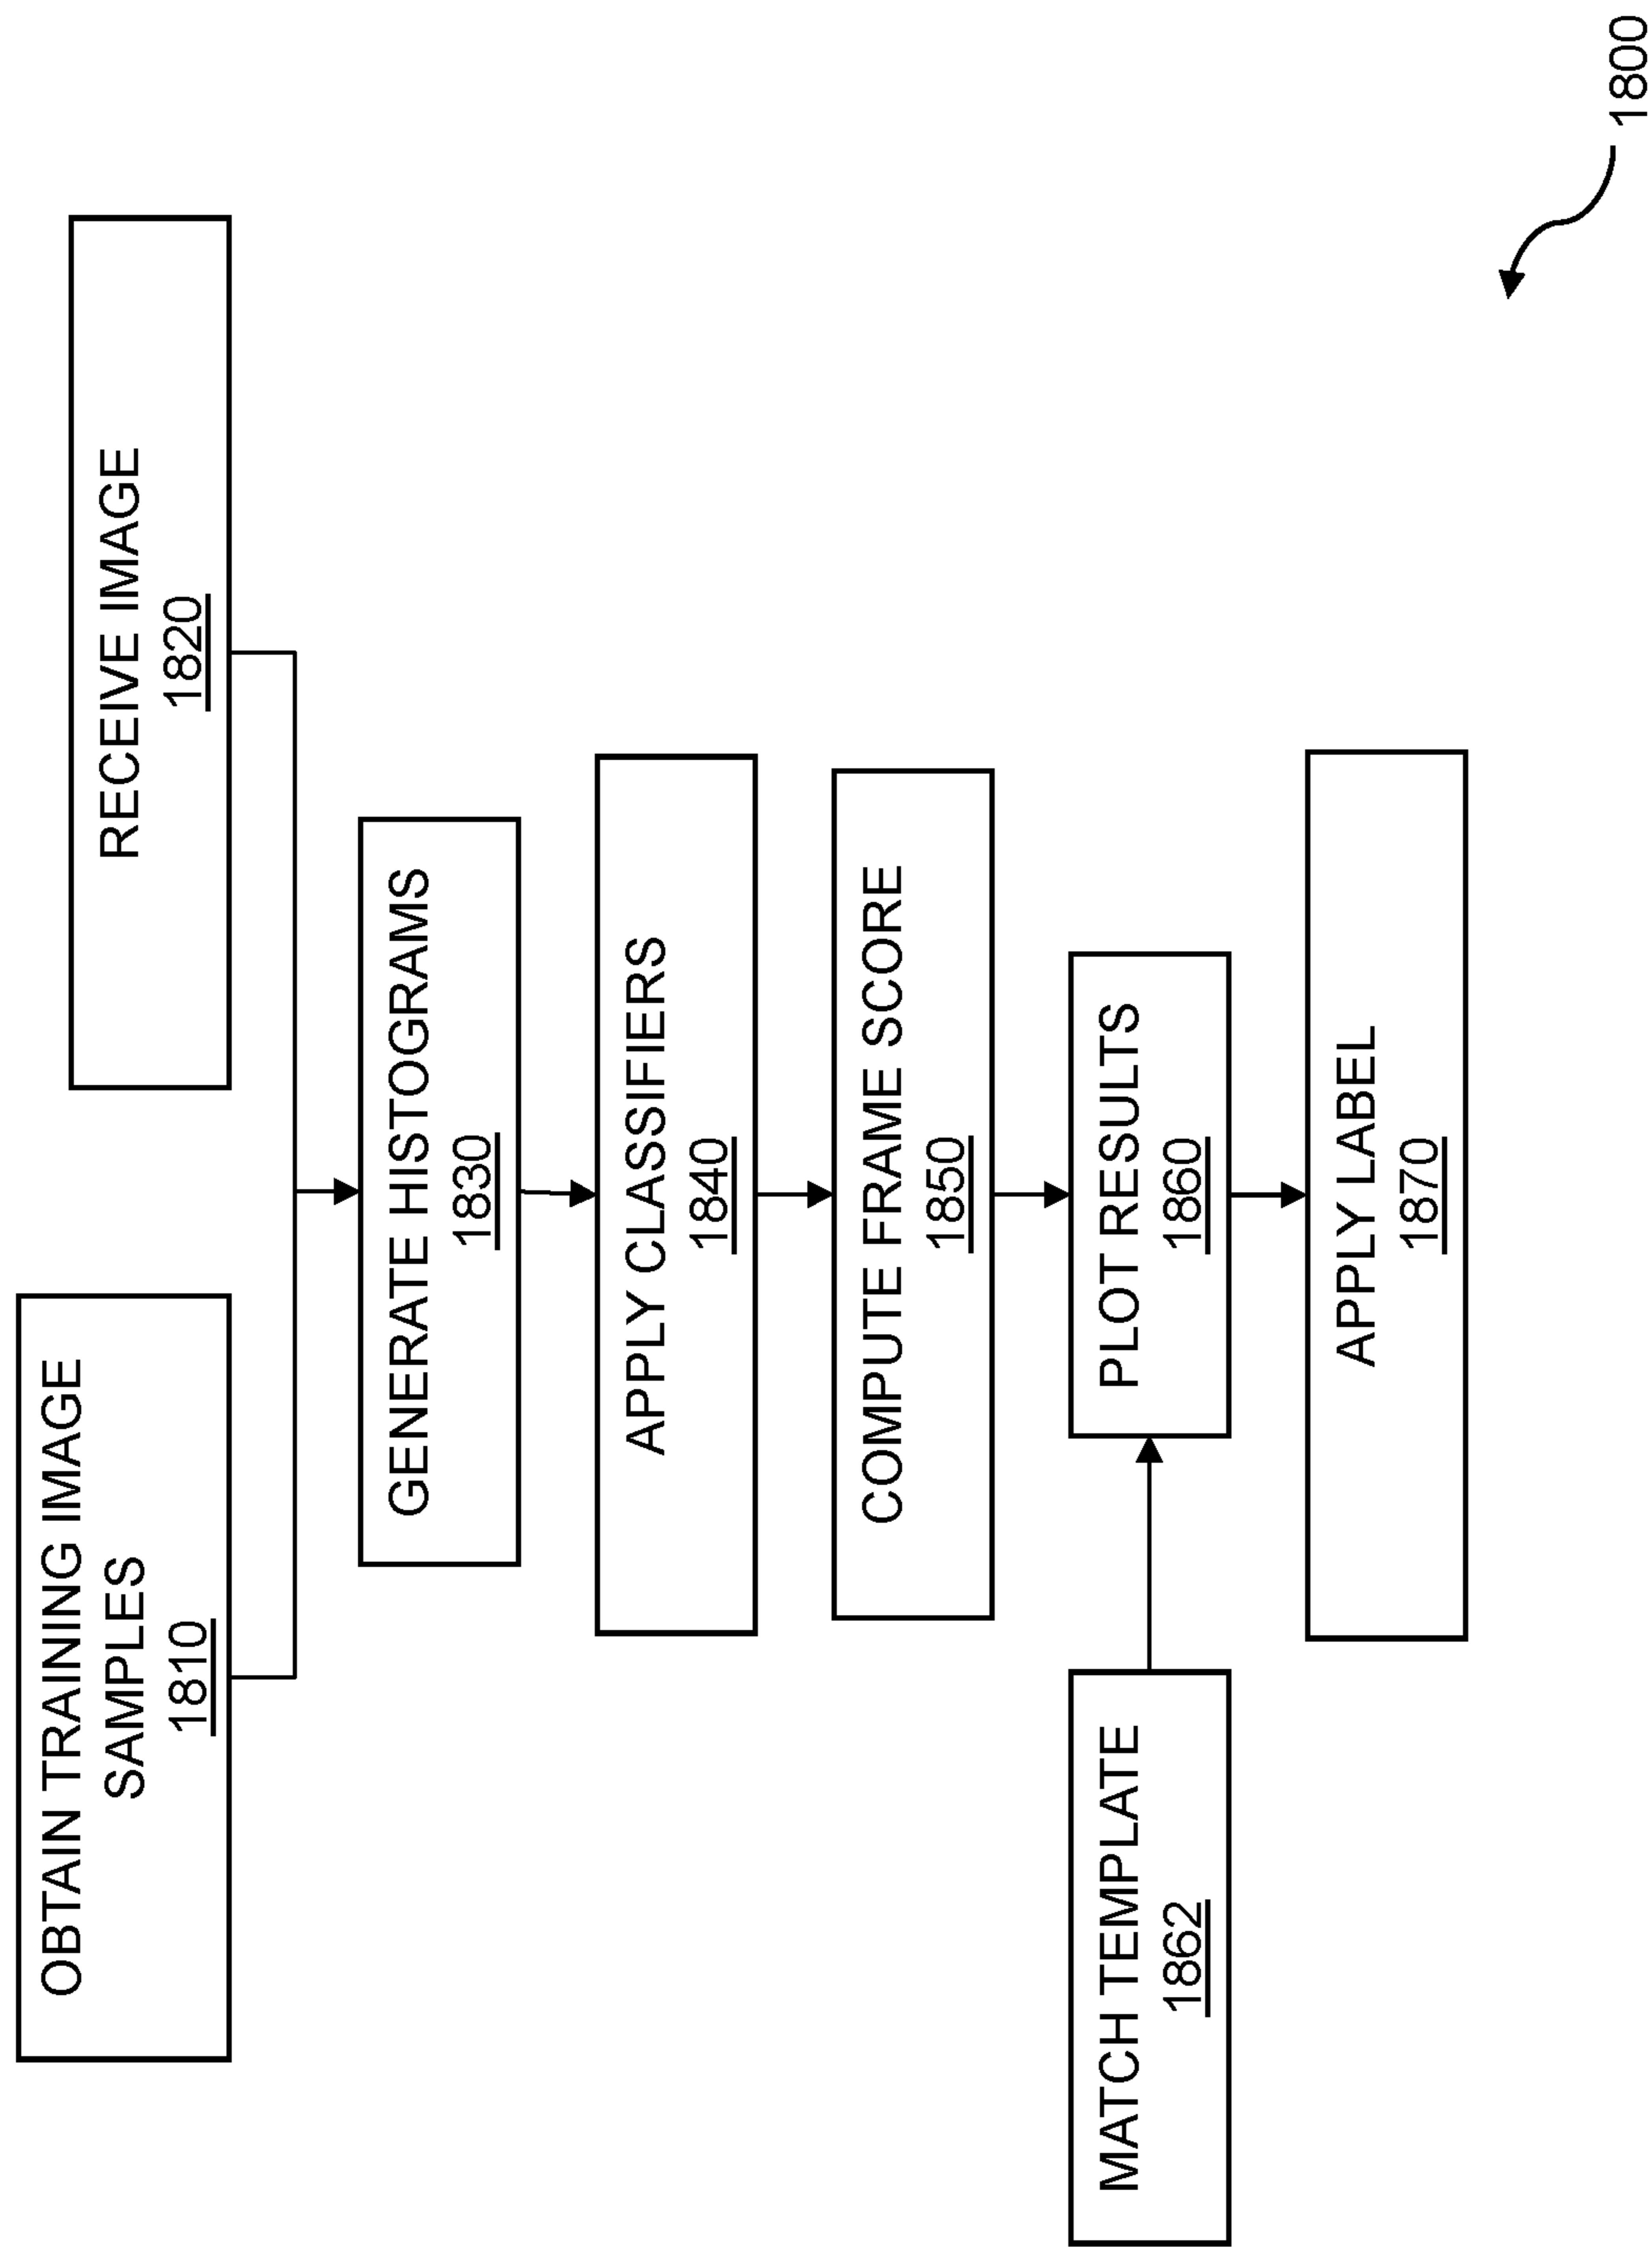 OBTAIN TRAINING IMAGE
SAMPLES
1810
RECEIVE IMAGE
1820
GENERATE HISTOGRAMS
1830
APPLY CLASSIFIERS
1840
COMPUTE FRAME SCORE
1850
MATCH TEMPLATE
1862
PLOT RESULTS
1860
APPLY LABEL
1870
1800